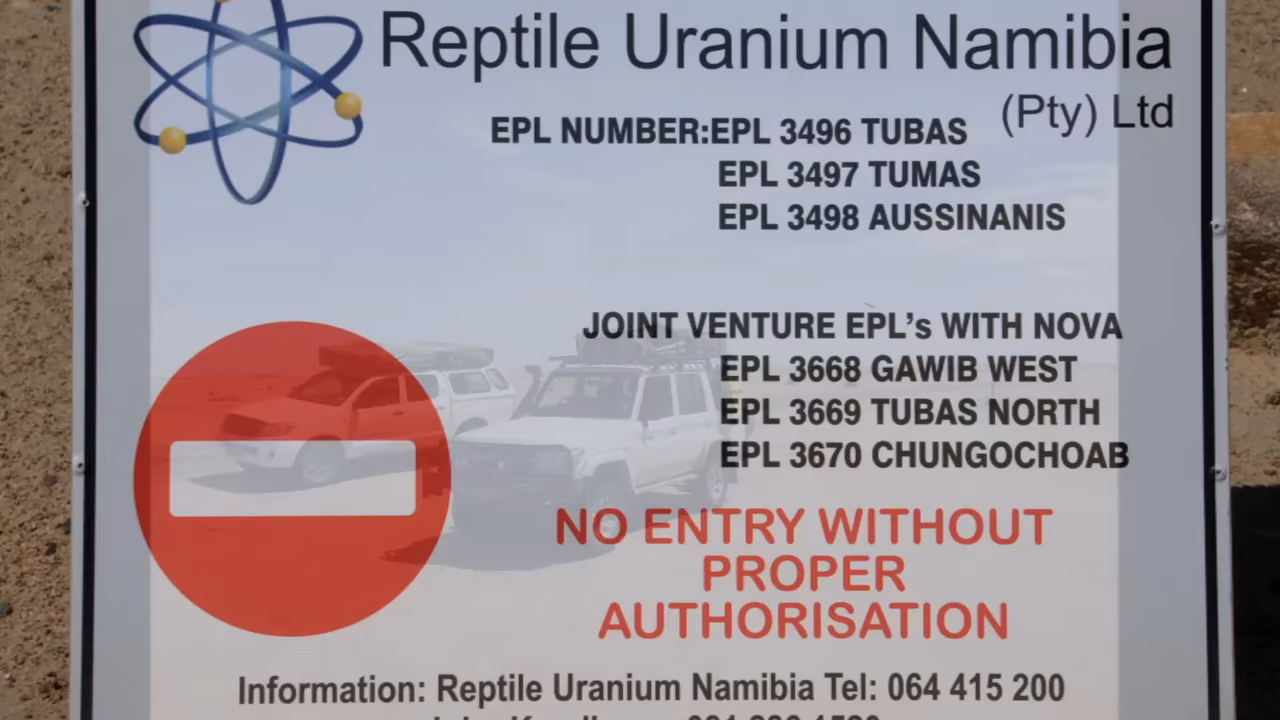 Reptile Uranium Namibia
(Pty) Ltd
EPL NUMBER:EPL 3496 TUBAS
EPL 3497 TUMAS
EPL 3498 AUSSINANIS
JOINT VENTURE EPL's WITH NOVA
EPL 3668 GAWIB WEST
EPL 3669 TUBAS NORTH
EPL 3670 CHUNGOCHOAB
NO ENTRY WITHOUT
PROPER
AUTHORISATION
Information: Reptile Uranium Namibia Tel: 064 415 200